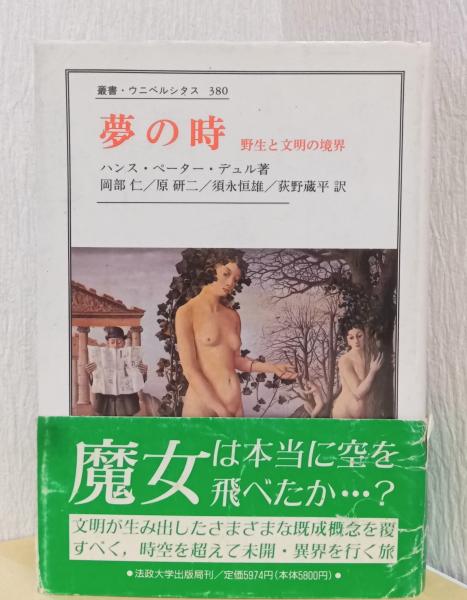 叢書・ウニベルシタス 380
夢の時 野生と文明の境界
ハンス・ペーター・デュル著
岡部 仁／原 研二／須永恒雄／荻野蔵平 訳
魔女は本当に空を
飛べたか…？
文明が生み出したさまざまな既成概念を覆
すべく，時空を超えて未開・異界を行く旅
●法政大学出版局刊／定価5974円（本体5800円）●